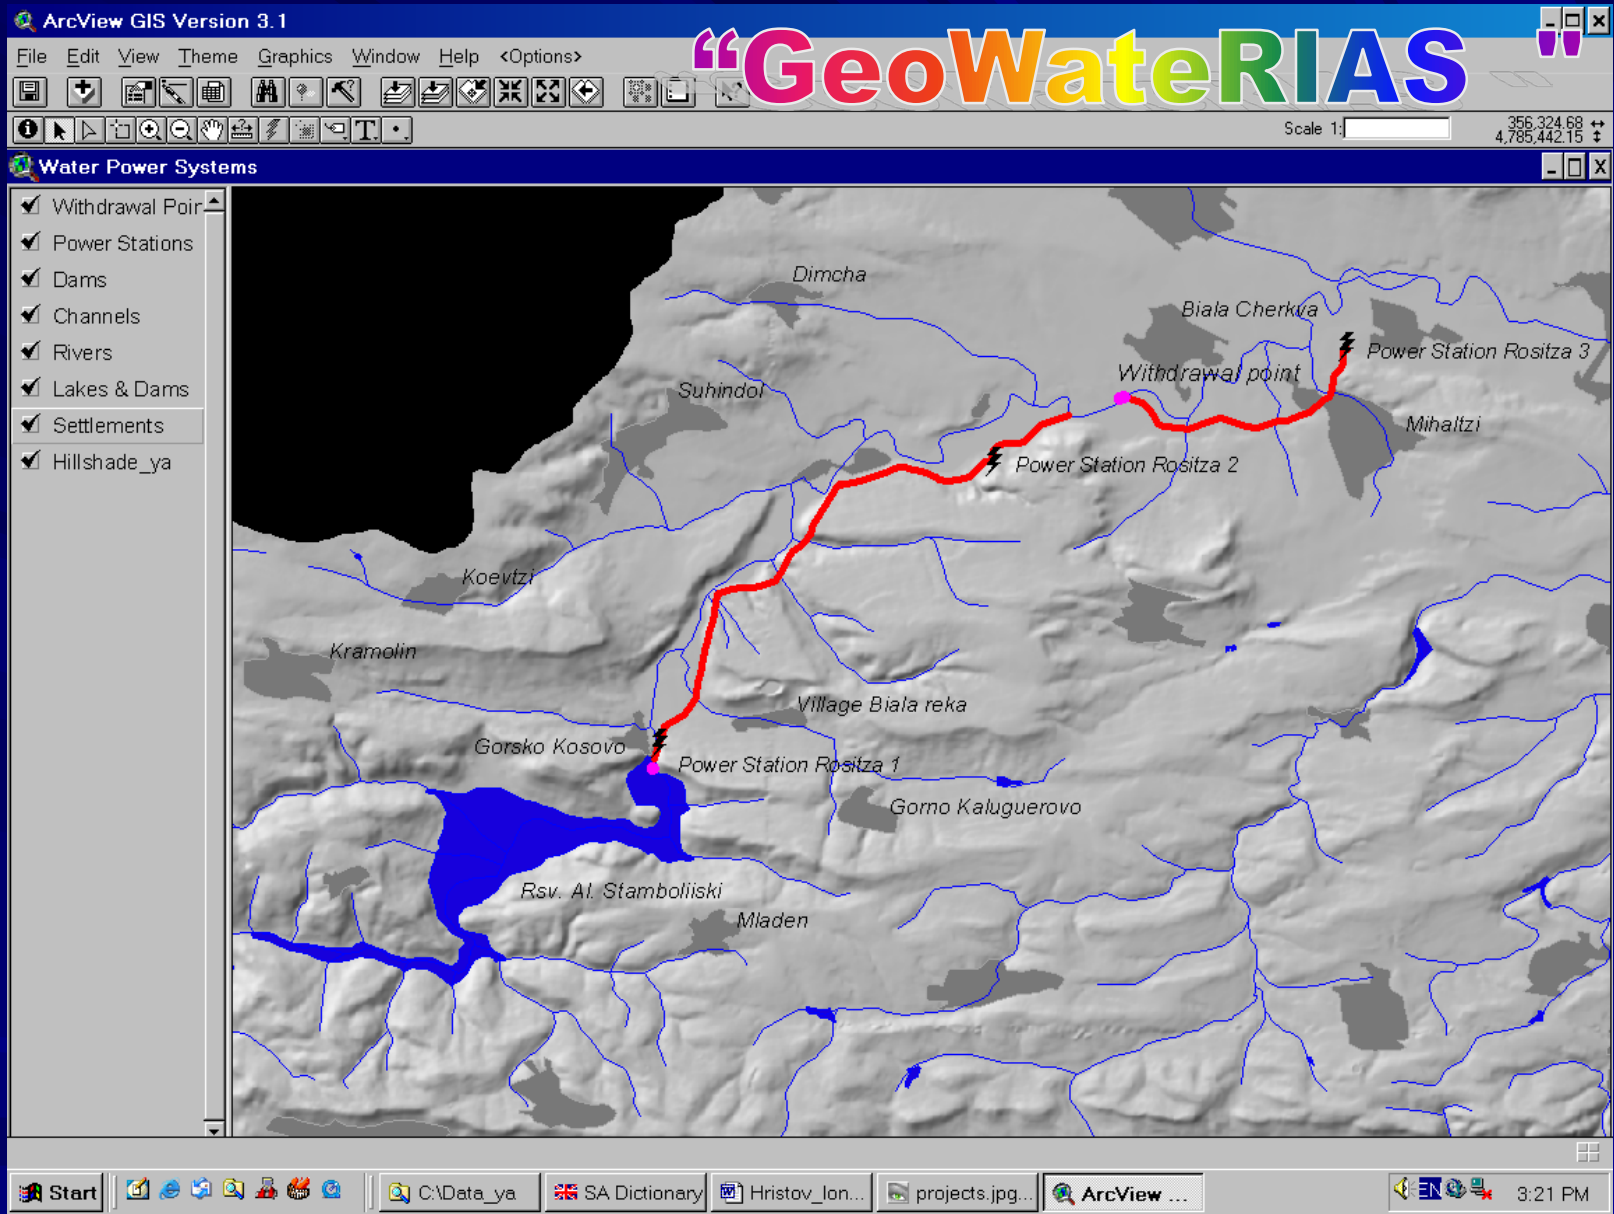 ArcView GIS Version 3.1
“GeoWateRIAS "
File Edit View Theme Graphics Window Help <Options>
Scale 1:
356,324.68
4,785,442.15
Water Power Systems
Withdrawal Poir
Power Stations
Dams
Channels
Rivers
Lakes & Dams
Settlements
Hillshade_ya
Dimcha
Biala Cherkva
Power Station Rositza 3
Withdrawal point
Suhindol
Mihaltzi
Power Station Rositza 2
Koevtzi
Kramolin
Village Biala reka
Gorsko Kosovo
Power Station Rositza 1
Gorno Kaluguerovo
Rsv. Al. Stamboliiski
Mladen
Start
C:\Data_ya
SA Dictionary
Hristov_lon...
projects.jpg...
ArcView ...
EN
3:21 PM